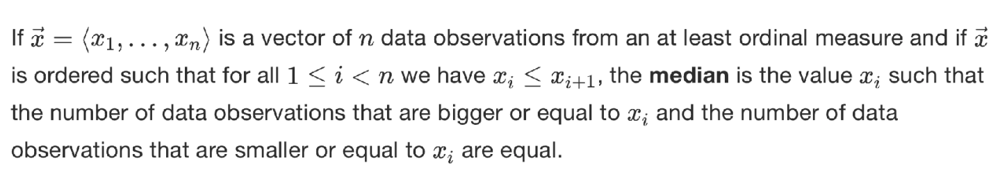 If $\vec{x} = \langle x_1, \ldots, x_n \rangle$ is a vector of $n$ data observations from an at least ordinal measure and if $\vec{x}$
is ordered such that for all $1 \leq i < n$ we have $x_i \leq x_{i+1}$, the median is the value $x_i$ such that
the number of data observations that are bigger or equal to $x_i$ and the number of data
observations that are smaller or equal to $x_i$ are equal.